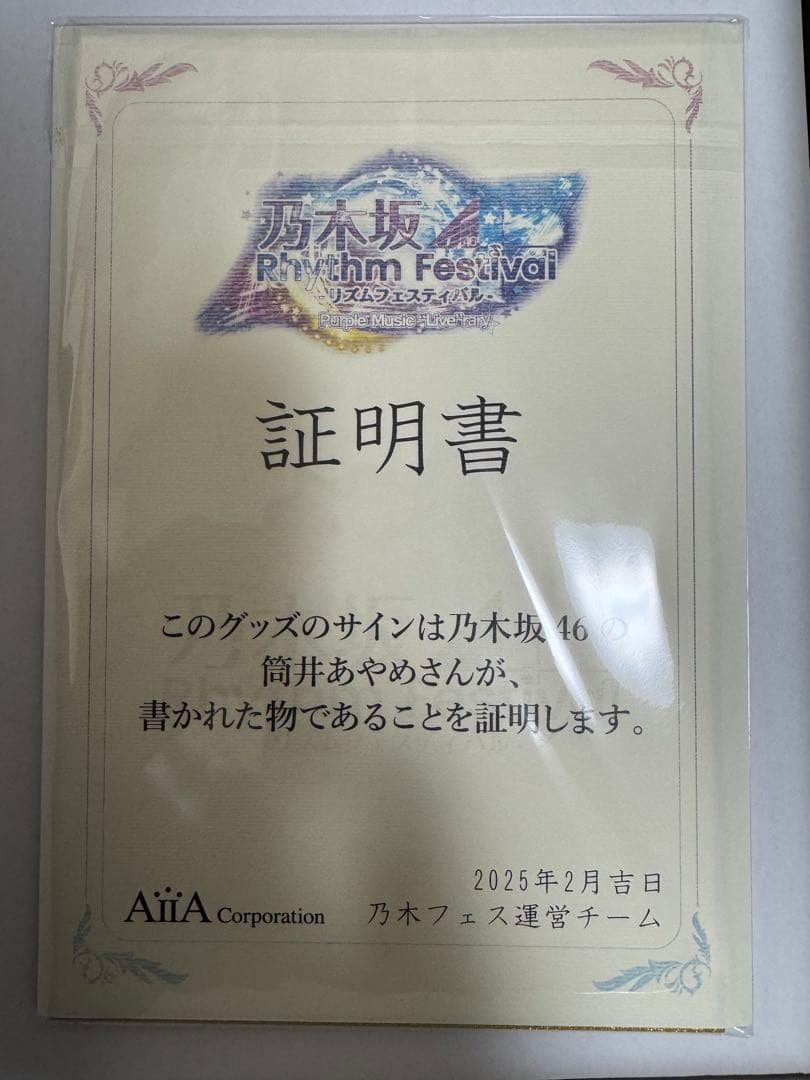 乃木坂46
Rhythm Festival
-リズムフェスティバル-
Purple Music "Live"rary
証明書
このグッズのサインは乃木坂46の
筒井あやめさんが、
書かれた物であることを証明します。
2025年2月吉日
AiiA Corporation
乃木フェス運営チーム